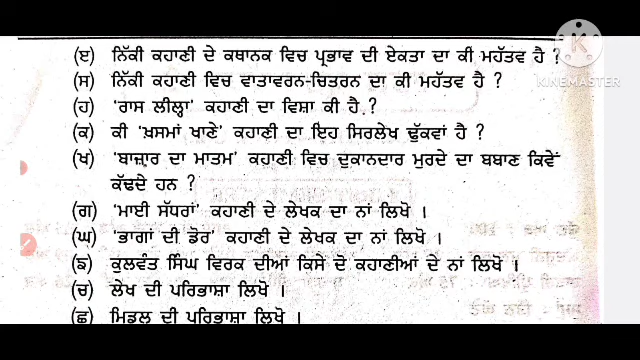 (ੲ) ਨਿੱਕੀ ਕਹਾਣੀ ਦੇ ਕਥਾਨਕ ਵਿਚ ਪ੍ਰਭਾਵ ਦੀ ਏਕਤਾ ਦਾ ਕੀ ਮਹੱਤਵ ਹੈ ?
(ਸ) ਨਿੱਕੀ ਕਹਾਣੀ ਵਿਚ ਵਾਤਾਵਰਨ-ਚਿਤਰਨ ਦਾ ਕੀ ਮਹੱਤਵ ਹੈ ?
(ਹ) 'ਰਾਸ ਲੀਲ੍ਹਾ' ਕਹਾਣੀ ਦਾ ਵਿਸ਼ਾ ਕੀ ਹੈ ?
(ਕ) ਕੀ 'ਖ਼ਸਮਾਂ ਖਾਣੇ' ਕਹਾਣੀ ਦਾ ਇਹ ਸਿਰਲੇਖ ਢੁੱਕਵਾਂ ਹੈ ?
(ਖ) 'ਬਾਜ਼ਾਰ ਦਾ ਮਾਤਮ' ਕਹਾਣੀ ਵਿਚ ਦੁਕਾਨਦਾਰ ਮੁਰਦੇ ਦਾ ਬਬਾਣ ਕਿਵੇਂ
ਕੱਢਦੇ ਹਨ ?
(ਗ) 'ਮਾਈ ਸੱਧਰਾਂ' ਕਹਾਣੀ ਦੇ ਲੇਖਕ ਦਾ ਨਾਂ ਲਿਖੋ ।
(ਘ) 'ਭਾਗਾਂ ਦੀ ਡੋਰ' ਕਹਾਣੀ ਦੇ ਲੇਖਕ ਦਾ ਨਾਂ ਲਿਖੋ ।
(ਙ) ਕੁਲਵੰਤ ਸਿੰਘ ਵਿਰਕ ਦੀਆਂ ਕਿਸੇ ਦੋ ਕਹਾਣੀਆਂ ਦੇ ਨਾਂ ਲਿਖੋ ।
(ਚ) ਲੇਖ ਦੀ ਪਰਿਭਾਸ਼ਾ ਲਿਖੋ ।
(ਛ) ਮਿਡਲ ਦੀ ਪਰਿਭਾਸ਼ਾ ਲਿਖੋ ।
KINEMASTER